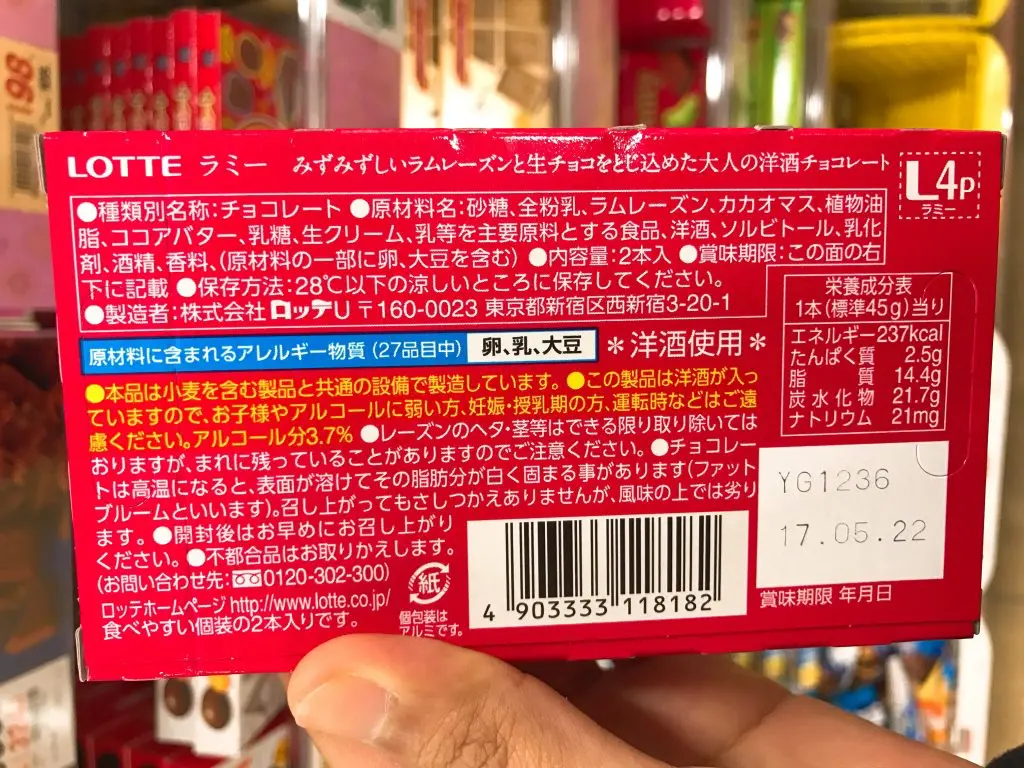 LOTTE ラミー みずみずしいラムレーズンと生チョコをとじ込めた大人の洋酒チョコレート
L4P
ラミー
●種類別名称:チョコレート ●原材料名:砂糖、全粉乳、ラムレーズン、カカオマス、植物油
脂、ココアバター、乳糖、生クリーム、乳等を主要原料とする食品、洋酒、ソルビトール、乳化
剤、酒精、香料、(原材料の一部に卵、大豆を含む) ●内容量:2本入 ●賞味期限:この面の右
下に記載 ●保存方法:28℃以下の涼しいところに保存してください。
●製造者:株式会社ロッテU 〒160-0023 東京都新宿区西新宿3-20-1
栄養成分表
1本(標準45g)当り
エネルギー237kcal
たんぱく質 2.5g
脂質 14.4g
炭水化物 21.7g
ナトリウム 21mg
原材料に含まれるアレルギー物質(27品目中) 卵、乳、大豆 *洋酒使用*
●本品は小麦を含む製品と共通の設備で製造しています。●この製品は洋酒が入っ
ていますので、お子様やアルコールに弱い方、妊娠・授乳期の方、運転時などはご遠
慮ください。アルコール分3.7% ●レーズンのヘタ・茎等はできる限り取り除いては
おりますが、まれに残っていることがありますのでご注意ください。●チョコレー
トは高温になると、表面が溶けてその脂肪分が白く固まる事があります(ファット
ブルームといいます)。召し上がってもさしつかえありませんが、風味の上では劣り
ます。●開封後はお早めにお召し上がり
ください。●不都合品はお取りかえします。
(お問い合わせ先:0120-302-300)
ロッテホームページ http://www.lotte.co.jp/
食べやすい個装の2本入りです。
紙
個包装は
アルミです。
4 903333 118182
YG1236
17.05.22
賞味期限 年月日
98